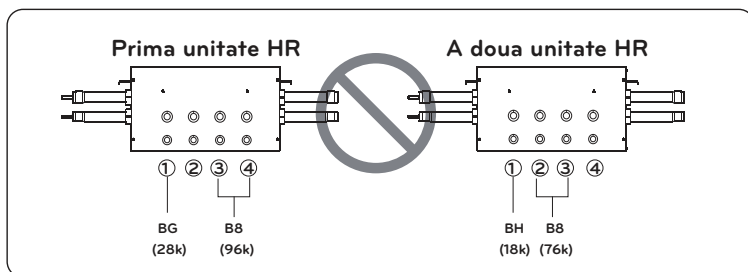 Prima unitate HR
A doua unitate HR
① ② ③ ④
① ② ③ ④
BG B8
(28k) (96k)
BH B8
(18k) (76k)